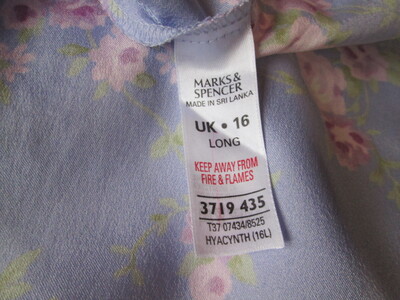 MARKS &
SPENCER
MADE IN SRI LANKA
UK • 16
LONG
KEEP AWAY FROM
FIRE & FLAMES
3719 435
T37 07434/8525
HYACYNTH (16L)